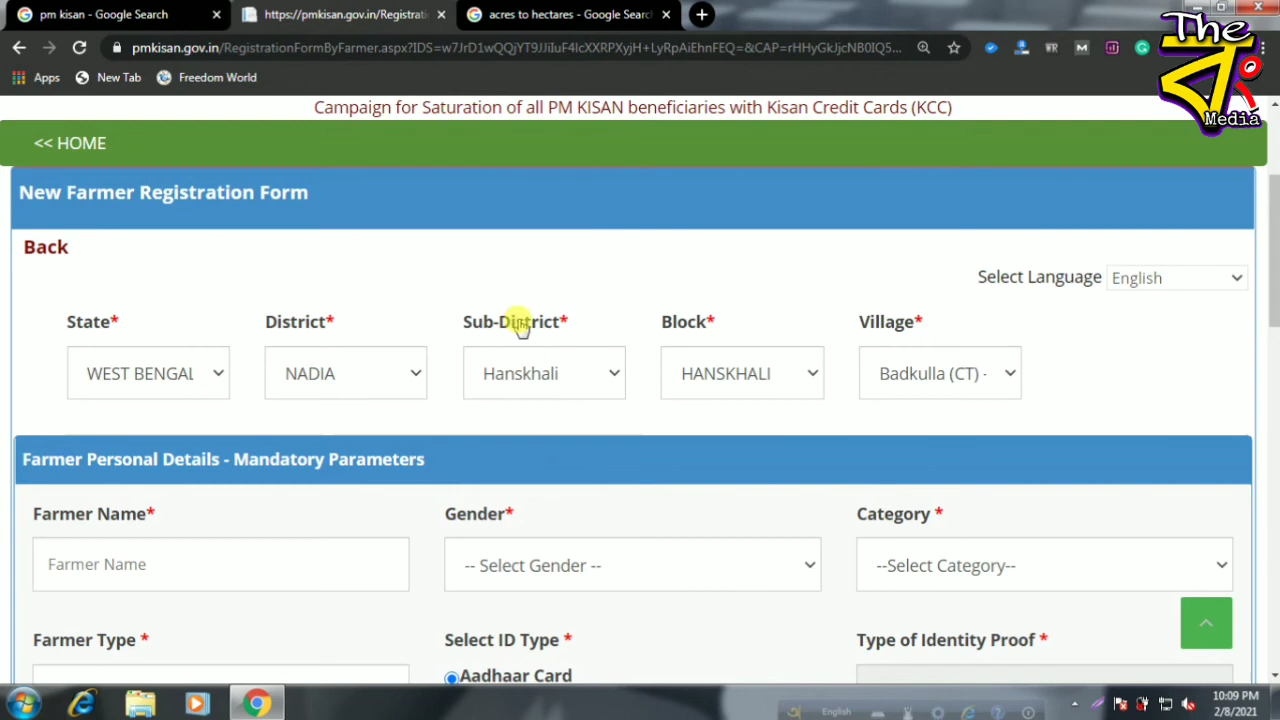 pm kisan - Google Search
https://pmkisan.gov.in/Registrati
acres to hectares - Google Searc
pmkisan.gov.in/RegistrationFormByFarmer.aspx?IDS=w7JrD1wQQjYT9JJiluF4IcXXRPXyjH+LyRpAiEhnFEQ=&CAP=rHHyGkJjcNB0IQ5...
Apps New Tab Freedom World
The
Media
Campaign for Saturation of all PM KISAN beneficiaries with Kisan Credit Cards (KCC)
<< HOME
New Farmer Registration Form
Back
Select Language English
State* District* Sub-District* Block* Village*
WEST BENGAL NADIA Hanskhali HANSKHALI Badkulla (CT) -
Farmer Personal Details - Mandatory Parameters
Farmer Name* Gender* Category *
Farmer Name -- Select Gender -- --Select Category--
Farmer Type * Select ID Type * Type of Identity Proof *
Aadhaar Card
English
10:09 PM
2/8/2021